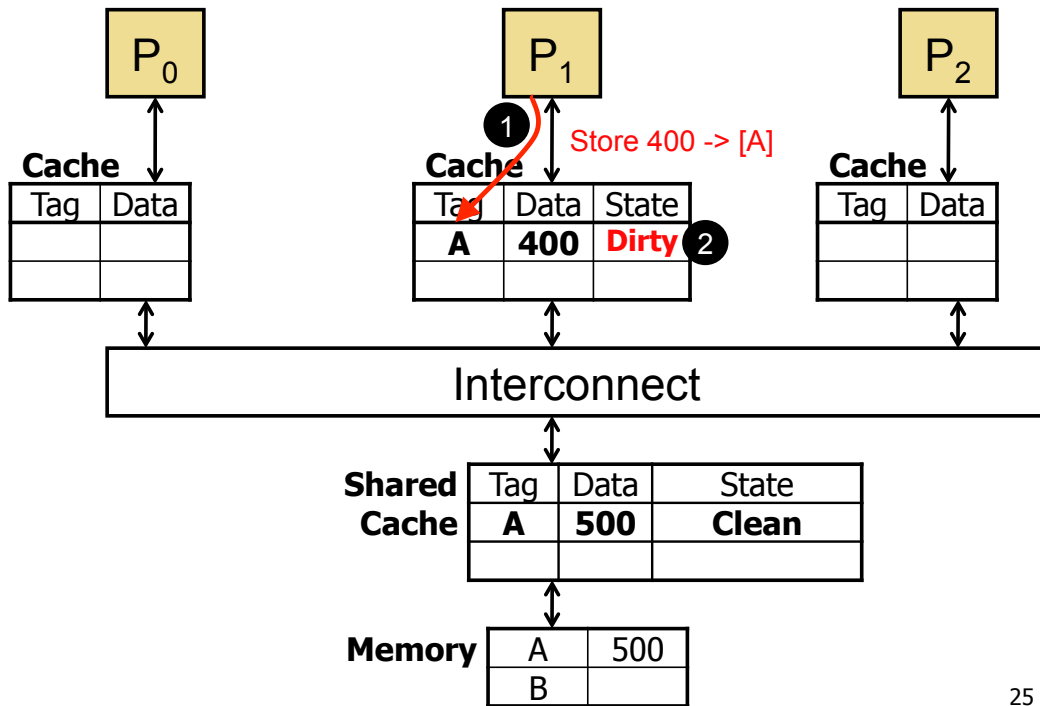 P0 P1 P2
1
Store 400 -> [A]
Cache Cache Cache
Tag Data Tag Data State Tag Data
A 400 Dirty 2
Interconnect
Shared Tag Data State
Cache A 500 Clean
Memory A 500
B
25